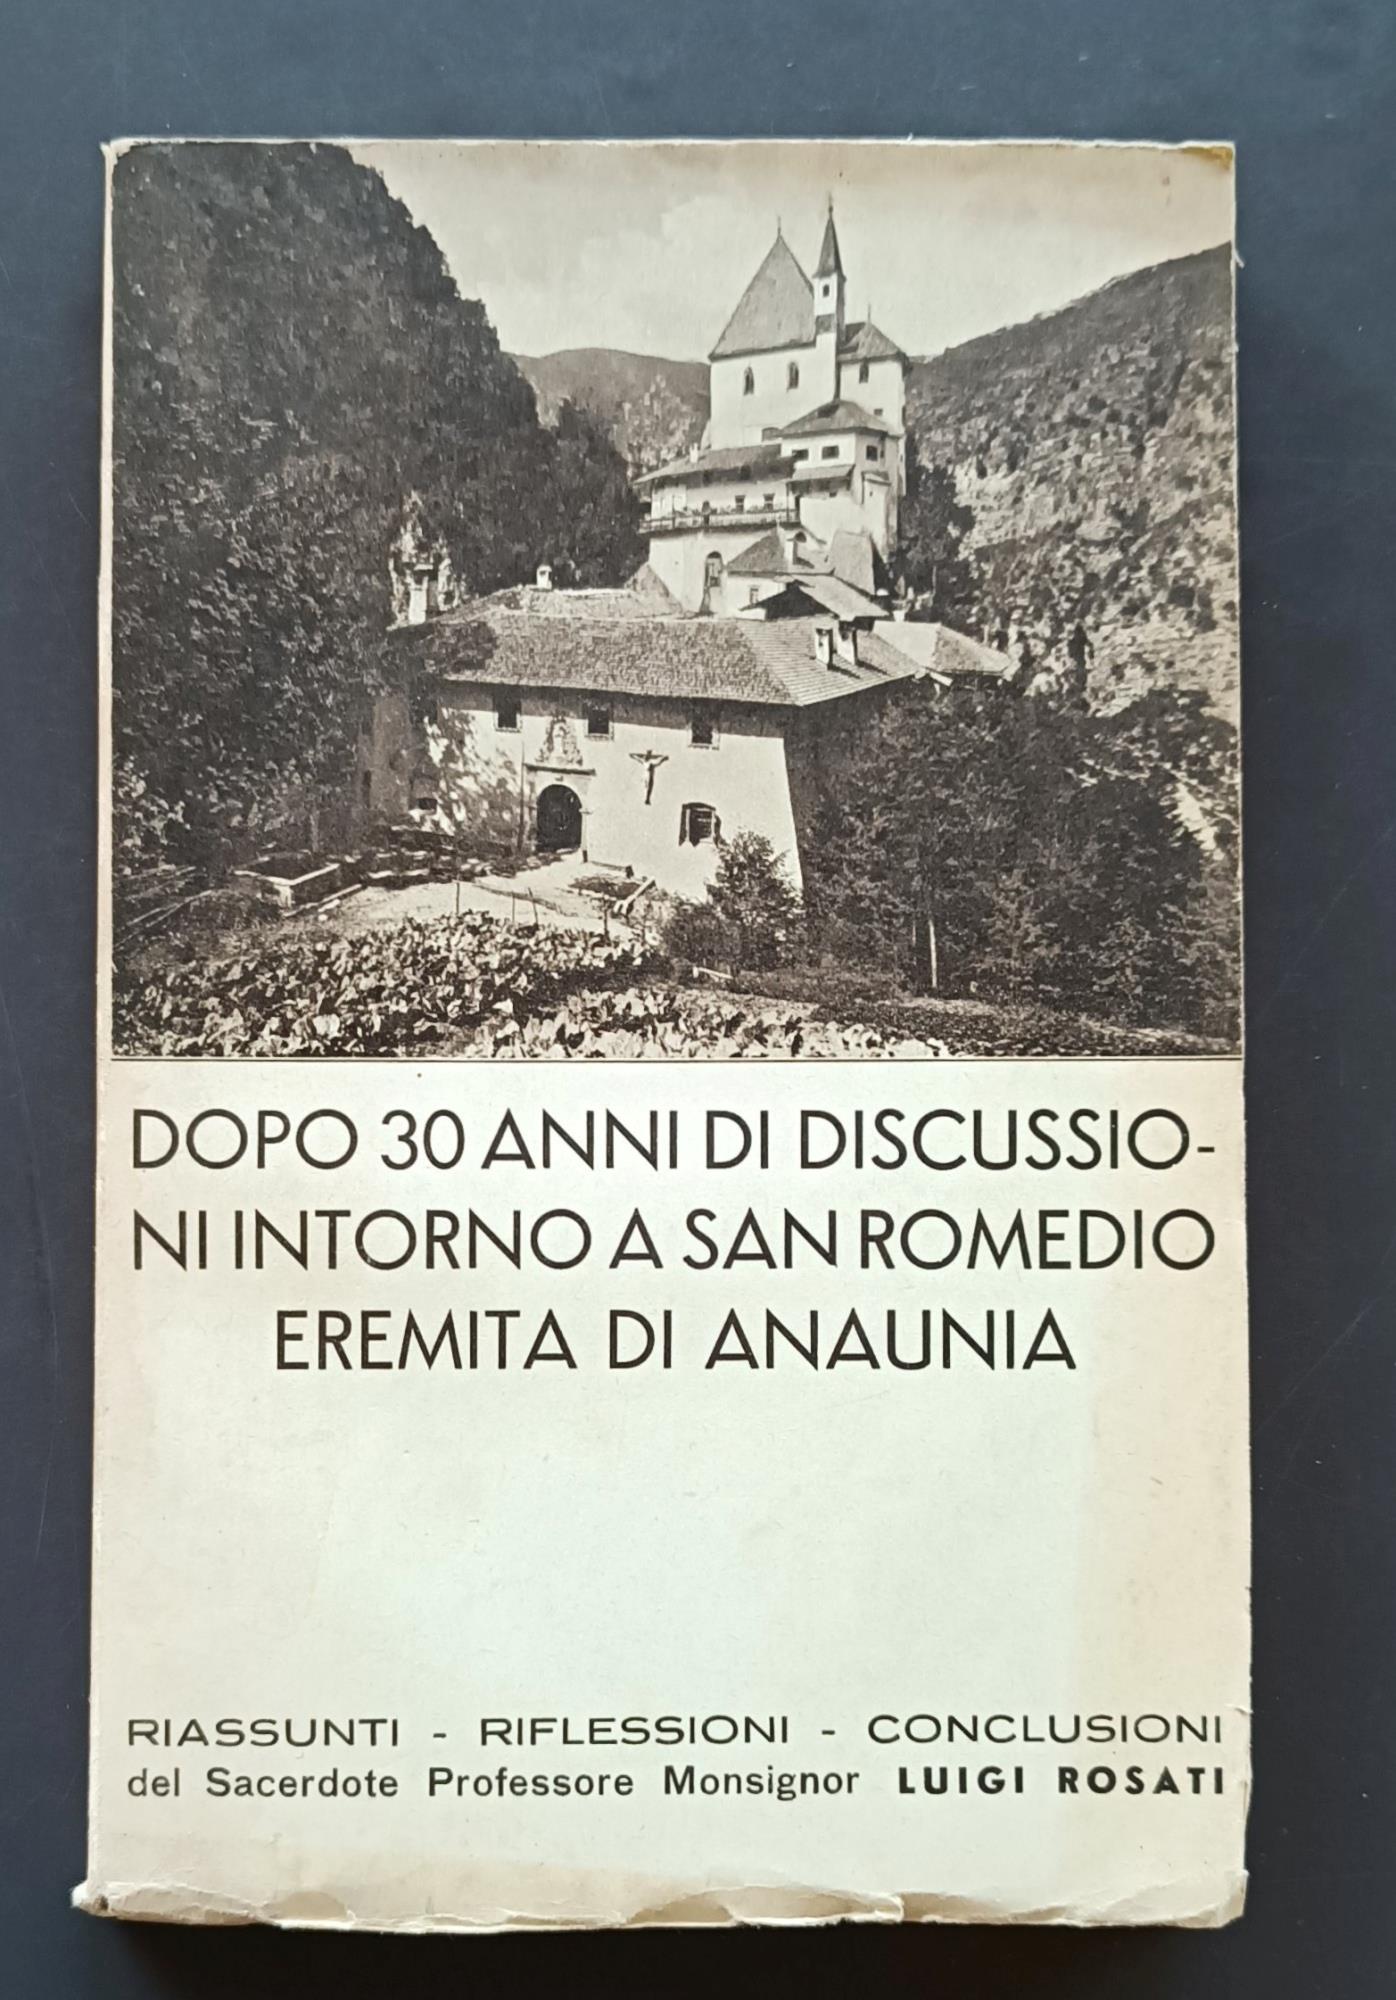 DOPO 30 ANNI DI DISCUSSIO-
NI INTORNO A SAN ROMEDIO
EREMITA DI ANAUNIA
RIASSUNTI - RIFLESSIONI - CONCLUSIONI
del Sacerdote Professore Monsignor LUIGI ROSATI